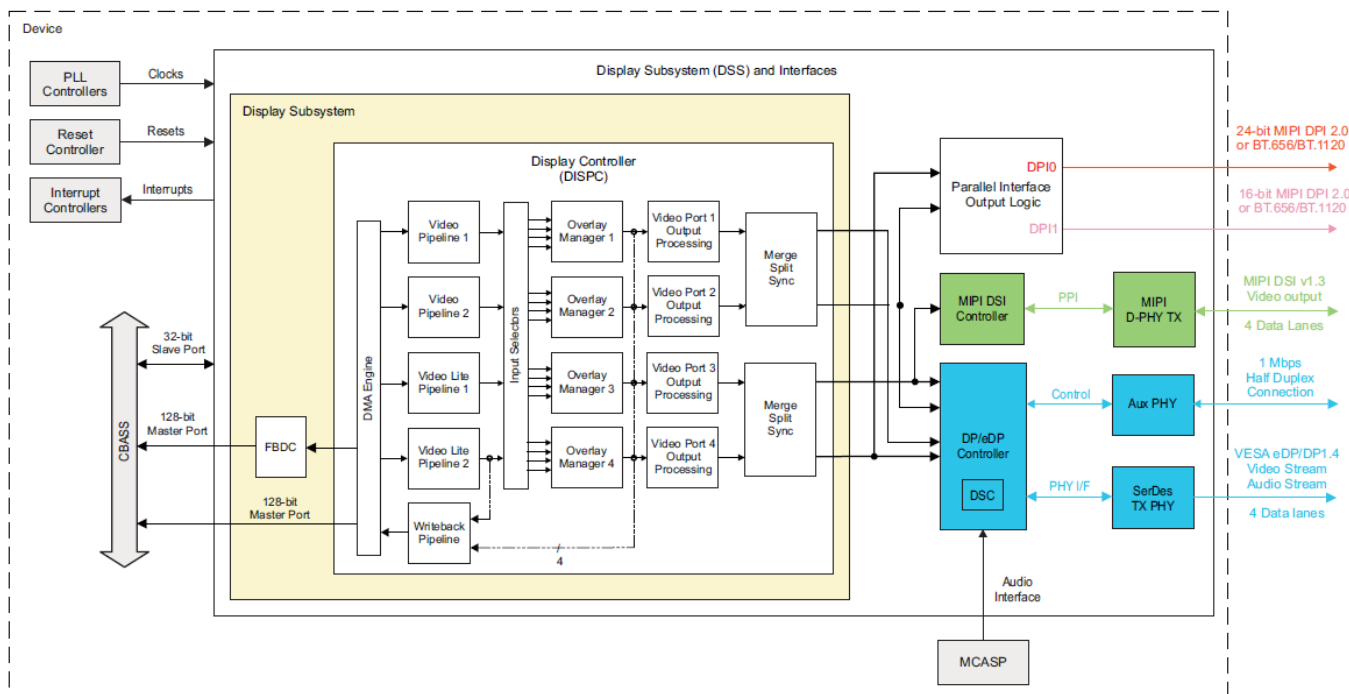 Device
PLL
Controllers
Clocks
Reset
Controller
Resets
Interrupt
Controllers
Interrupts
Display Subsystem (DSS) and Interfaces
Display Subsystem
Display Controller
(DISPC)
CBASS
32-bit
Slave Port
128-bit
Master Port
128-bit
Master Port
FBDC
DMA Engine
Video
Pipeline 1
Video
Pipeline 2
Video Lite
Pipeline 1
Video Lite
Pipeline 2
Writeback
Pipeline
Input Selectors
Overlay
Manager 1
Overlay
Manager 2
Overlay
Manager 3
Overlay
Manager 4
4
Video Port 1
Output
Processing
Video Port 2
Output
Processing
Video Port 3
Output
Processing
Video Port 4
Output
Processing
Merge
Split
Sync
Merge
Split
Sync
DPI0
Parallel Interface
Output Logic
DPI1
24-bit MIPI DPI 2.0
or BT.656/BT.1120
16-bit MIPI DPI 2.0
or BT.656/BT.1120
MIPI DSI
Controller
PPI
MIPI
D-PHY TX
MIPI DSI v1.3
Video output
4 Data Lanes
DP/eDP
Controller
DSC
Control
Aux PHY
1 Mbps
Half Duplex
Connection
PHY I/F
SerDes
TX PHY
VESA eDP/DP1.4
Video Stream
Audio Stream
4 Data lanes
Audio
Interface
MCASP